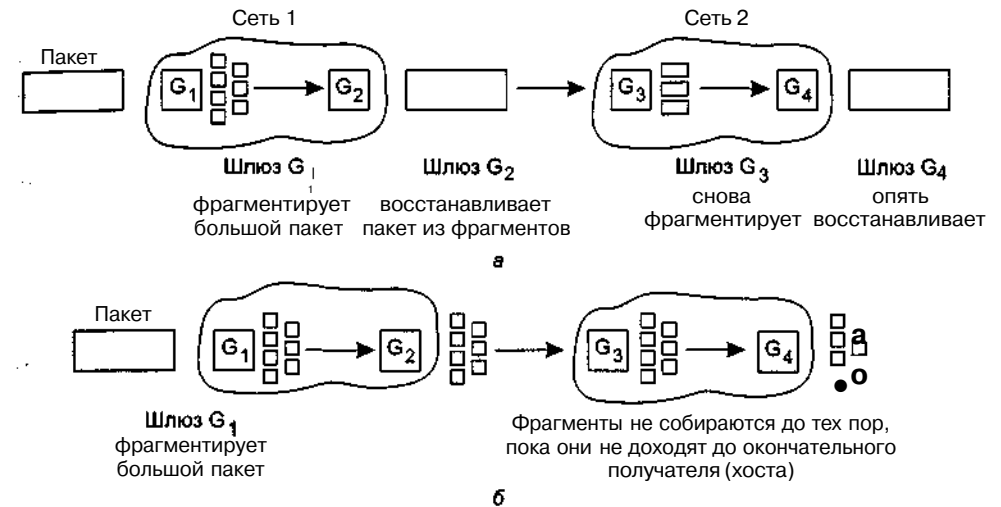 Сеть 1
Сеть 2
Пакет
G1
G2
G3
G4
Шлюз G1
фрагментирует
большой пакет
Шлюз G2
восстанавливает
пакет из фрагментов
Шлюз G3
снова
фрагментирует
Шлюз G4
опять
восстанавливает
а
Пакет
G1
G2
G3
G4
а
о
Шлюз G1
фрагментирует
большой пакет
Фрагменты не собираются до тех пор,
пока они не доходят до окончательного
получателя (хоста)
б